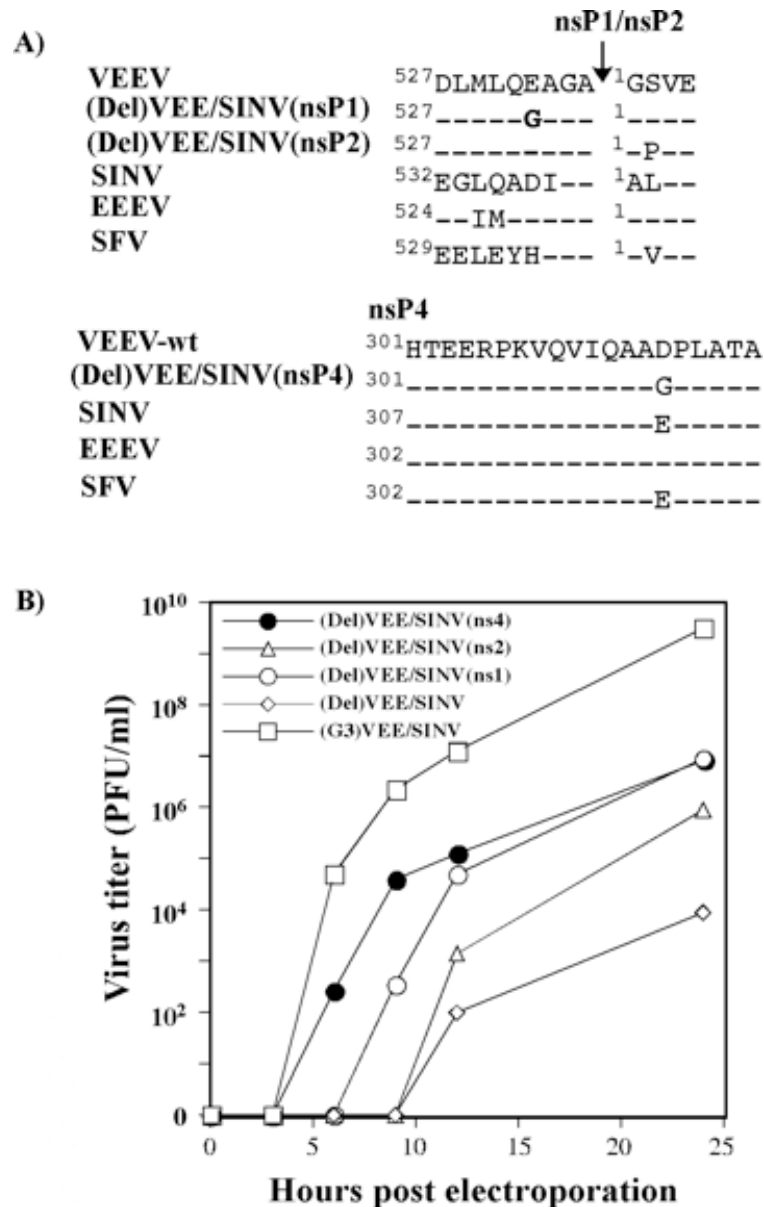 A)
nsP1/nsP2
VEEV 527DLMLQEAGA 1GSVE
(Del)VEE/SINV(nsP1) 527-----G--- 1----
(Del)VEE/SINV(nsP2) 527--------- 1-P--
SINV 532EGLQADI-- 1AL--
EEEV 524--IM----- 1----
SFV 529EELEYH--- 1-V--
nsP4
VEEV-wt 301HTEERPKVQVIQAADPLATA
(Del)VEE/SINV(nsP4) 301--------------G-----
SINV 307--------------E-----
EEEV 302--------------------
SFV 302--------------E-----
B)
(Del)VEE/SINV(ns4)
(Del)VEE/SINV(ns2)
(Del)VEE/SINV(ns1)
(Del)VEE/SINV
(G3)VEE/SINV
Virus titer (PFU/ml)
10^10
10^8
10^6
10^4
10^2
0
0 5 10 15 20 25
Hours post electroporation